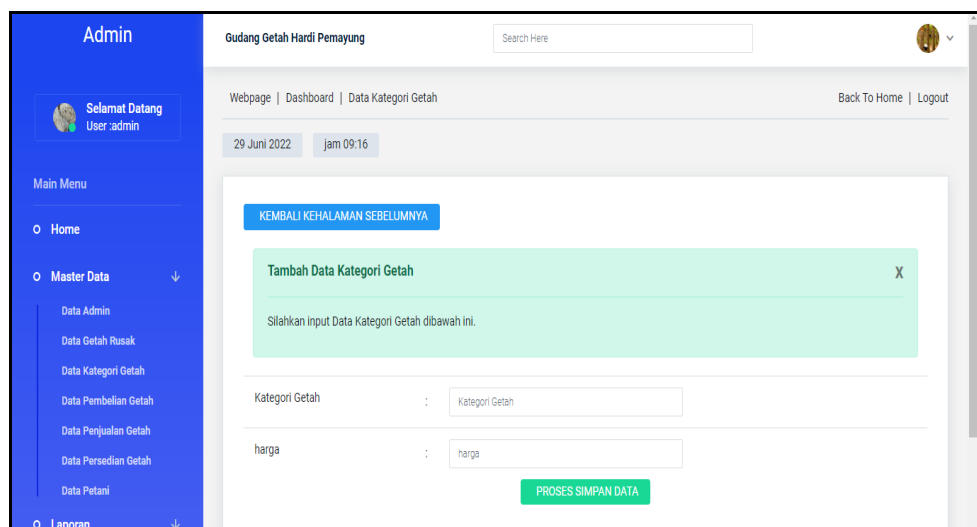 Admin
Selamat Datang
User :admin
Main Menu
Home
Master Data
Data Admin
Data Getah Rusak
Data Kategori Getah
Data Pembelian Getah
Data Penjualan Getah
Data Persedian Getah
Data Petani
Laporan
Gudang Getah Hardi Pemayung
Search Here
Webpage | Dashboard | Data Kategori Getah
Back To Home | Logout
29 Juni 2022
jam 09:16
KEMBALI KEHALAMAN SEBELUMNYA
Tambah Data Kategori Getah
X
Silahkan input Data Kategori Getah dibawah ini.
Kategori Getah : Kategori Getah
harga : harga
PROSES SIMPAN DATA